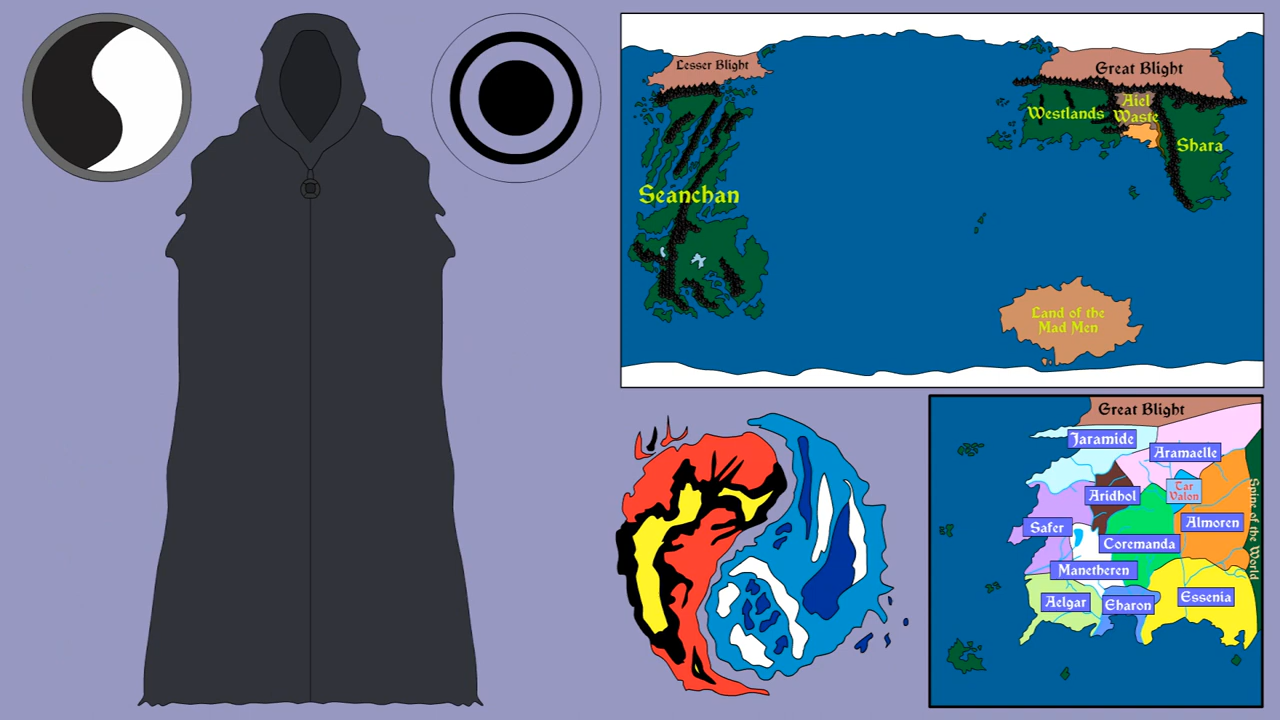 Lesser Blight
Great Blight
Westlands
Aiel
Waste
Shara
Seanchan
Land of the
Mad Men
Great Blight
Jaramide
Aramaelle
Tar
Valon
Aridhol
Safer
Almoren
Coremanda
Manetheren
Aelgar
Eharon
Essenia
Spine of the World